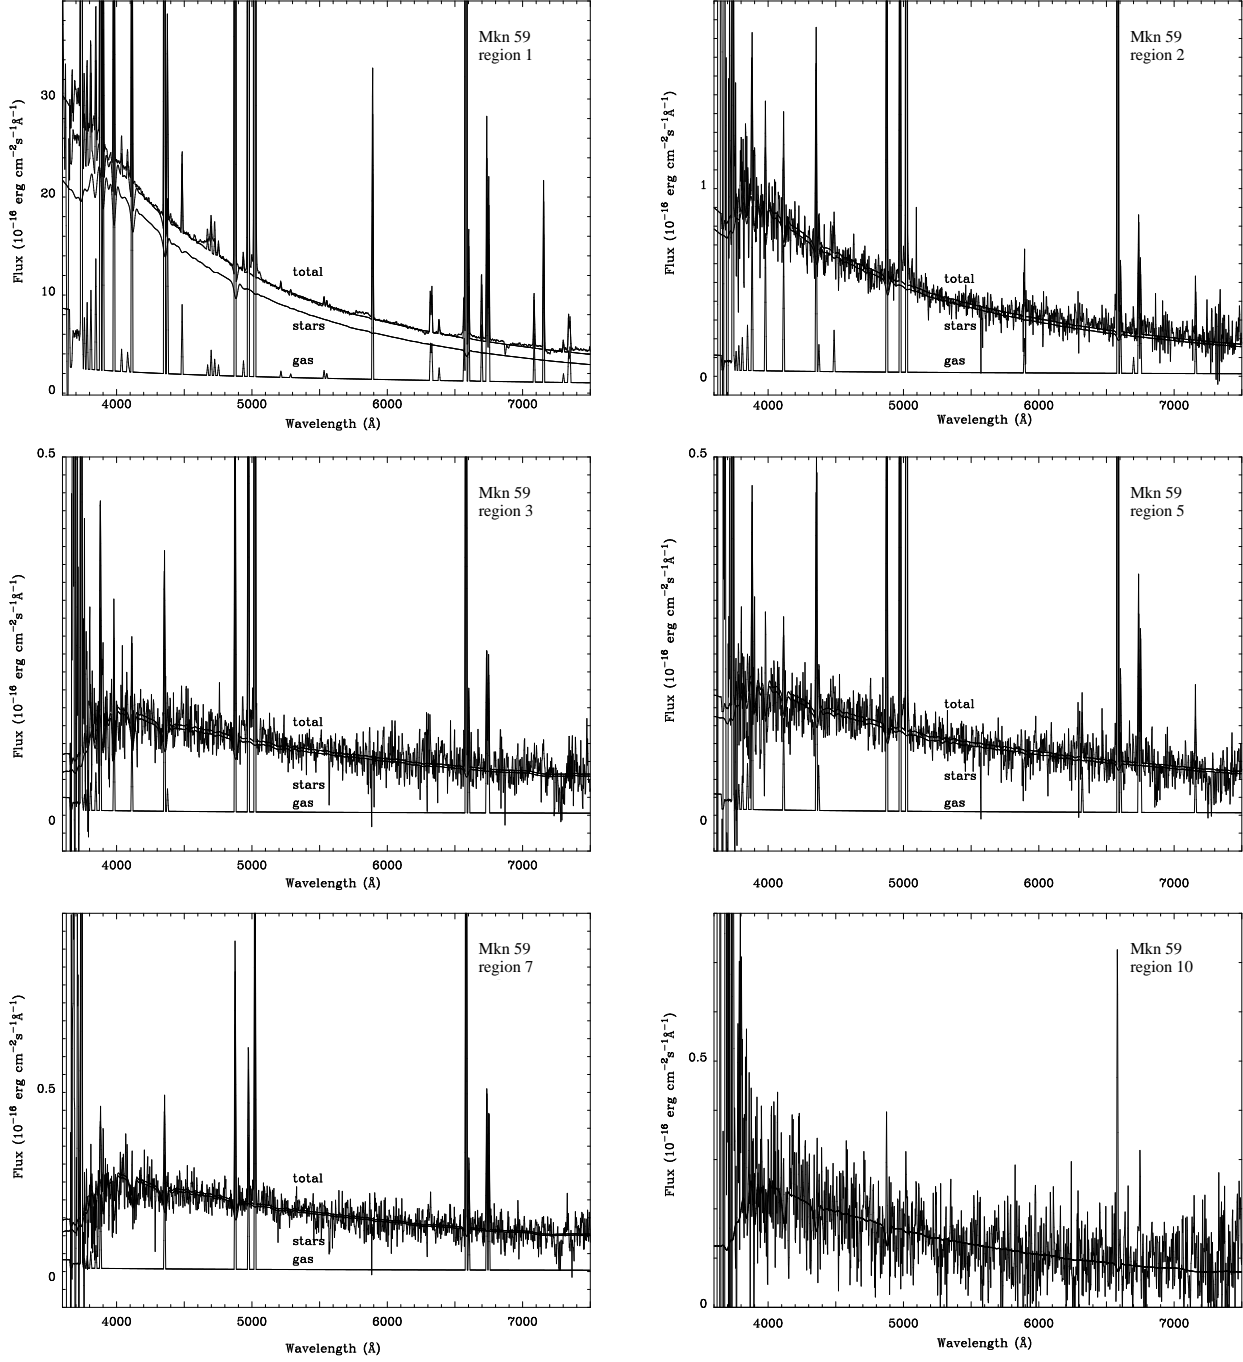 Mkn 59
region 1
Flux (10⁻¹⁶ erg cm⁻²s⁻¹Å⁻¹)
30
20
10
0
total
stars
gas
4000 5000 6000 7000
Wavelength (Å)
Mkn 59
region 2
Flux (10⁻¹⁶ erg cm⁻²s⁻¹Å⁻¹)
1
0
total
stars
gas
4000 5000 6000 7000
Wavelength (Å)
Mkn 59
region 3
Flux (10⁻¹⁶ erg cm⁻²s⁻¹Å⁻¹)
0.5
0
total
stars
gas
4000 5000 6000 7000
Wavelength (Å)
Mkn 59
region 5
Flux (10⁻¹⁶ erg cm⁻²s⁻¹Å⁻¹)
0.5
0
total
stars
gas
4000 5000 6000 7000
Mkn 59
region 7
Flux (10⁻¹⁶ erg cm⁻²s⁻¹Å⁻¹)
0.5
0
total
stars
gas
4000 5000 6000 7000
Wavelength (Å)
Mkn 59
region 10
Flux (10⁻¹⁶ erg cm⁻²s⁻¹Å⁻¹)
0.5
0
4000 5000 6000 7000
Wavelength (Å)